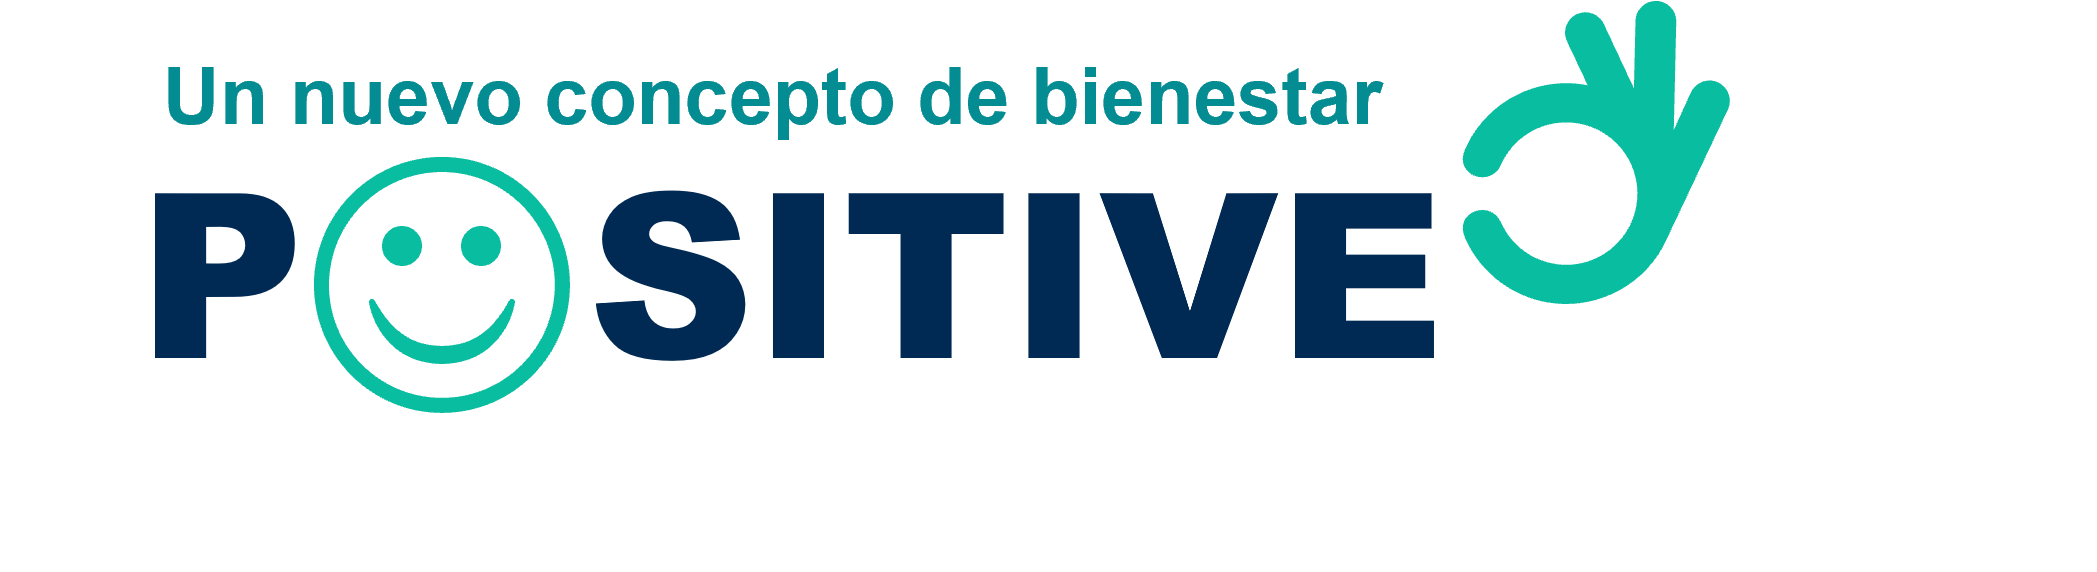 Un nuevo concepto de bienestar
POSITIVE